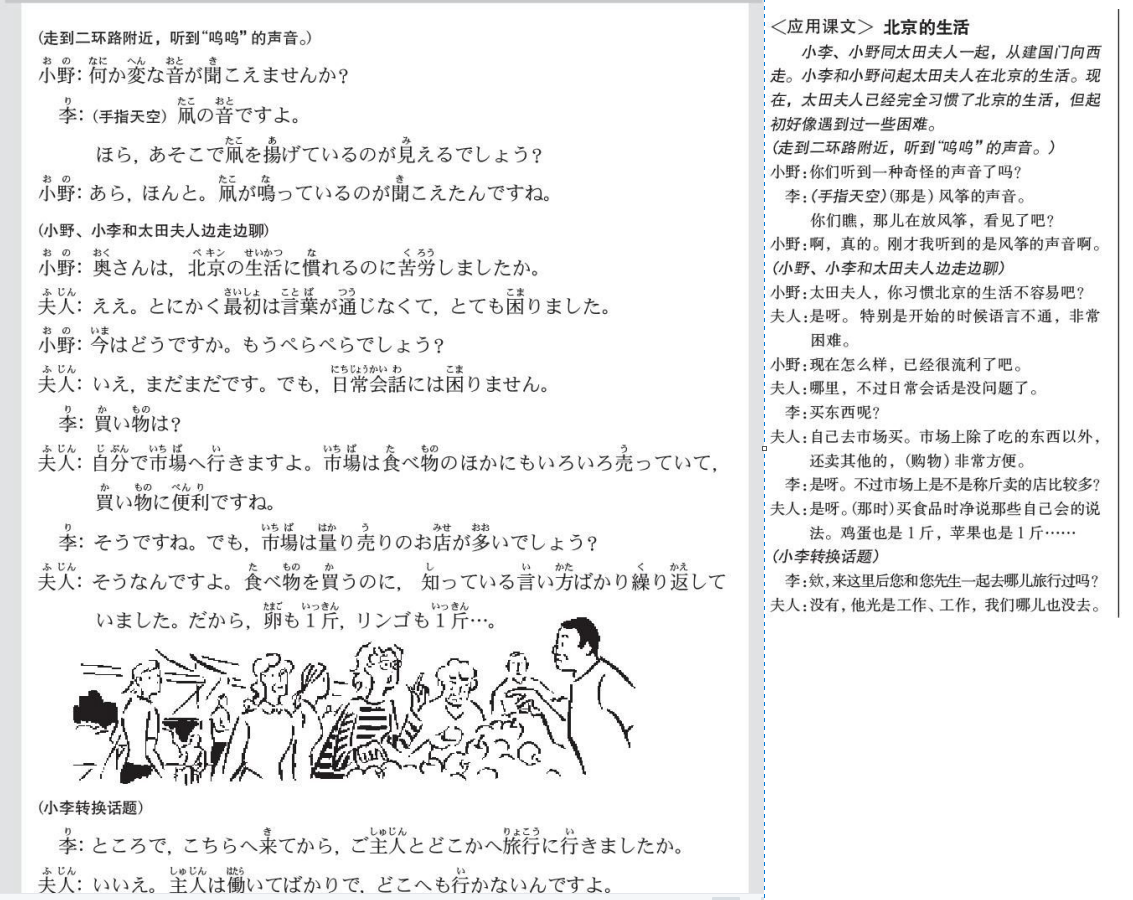 (走到二环路附近，听到“呜呜”的声音。)
小野：何か変な音が聞こえませんか？
李：(手指天空) 凧の音ですよ。
ほら，あそこで凧を揚げているのが見えるでしょう？
小野：あら，ほんと。凧が鳴っているのが聞こえたんですね。
(小野、小李和太田夫人边走边聊)
小野：奥さんは，北京の生活に慣れるのに苦労しましたか。
夫人：ええ。とにかく最初は言葉が通じなくて，とても困りました。
小野：今はどうですか。もうぺらぺらでしょう？
夫人：いえ，まだまだです。でも，日常会話には困りません。
李：買い物は？
夫人：自分で市場へ行きますよ。市場は食べ物のほかにもいろいろ売っていて，
買い物に便利ですね。
李：そうですね。でも，市場は量り売りのお店が多いでしょう？
夫人：そうなんですよ。食べ物を買うのに， 知っている言い方ばかり繰り返して
いました。だから，卵も１斤，リンゴも１斤…。
(小李转换话题)
李：ところで，こちらへ来てから，ご主人とどこかへ旅行に行きましたか。
夫人：いいえ。主人は働いてばかりで，どこへも行かないんですよ。
＜应用课文＞ 北京的生活
小李、小野同太田夫人一起，从建国门向西
走。小李和小野问起太田夫人在北京的生活。现
在，太田夫人已经完全习惯了北京的生活，但起
初好像遇到过一些困难。
(走到二环路附近，听到“呜呜”的声音。)
小野：你们听到一种奇怪的声音了吗？
李：(手指天空)(那是) 风筝的声音。
你们瞧，那儿在放风筝，看见了吧？
小野：啊，真的。刚才我听到的是风筝的声音啊。
(小野、小李和太田夫人边走边聊)
小野：太田夫人，你习惯北京的生活不容易吧？
夫人：是呀。特别是开始的时候语言不通，非常
困难。
小野：现在怎么样，已经很流利了吧。
夫人：哪里，不过日常会话是没问题了。
李：买东西呢？
夫人：自己去市场买。市场上除了吃的东西以外，
还卖其他的，(购物) 非常方便。
李：是呀。不过市场上是不是称斤卖的店比较多？
夫人：是呀。(那时)买食品时净说那些自己会的说
法。鸡蛋也是１斤，苹果也是１斤……
(小李转换话题)
李：欸，来这里后您和您先生一起去哪儿旅行过吗？
夫人：没有，他光是工作、工作，我们哪儿也没去。